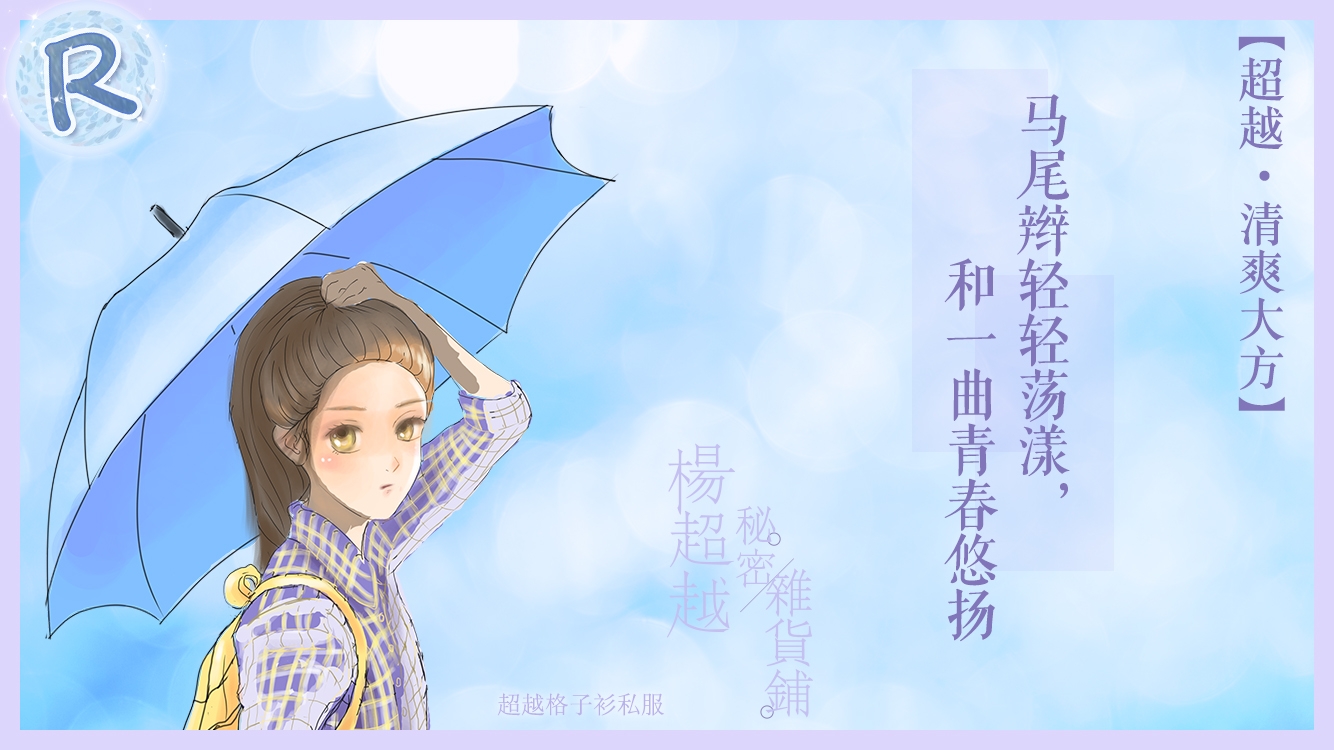 R
【超越·清爽大方】
马尾辫轻轻荡漾，
和一曲青春悠扬
楊超越
秘密
雜貨鋪
超越格子衫私服